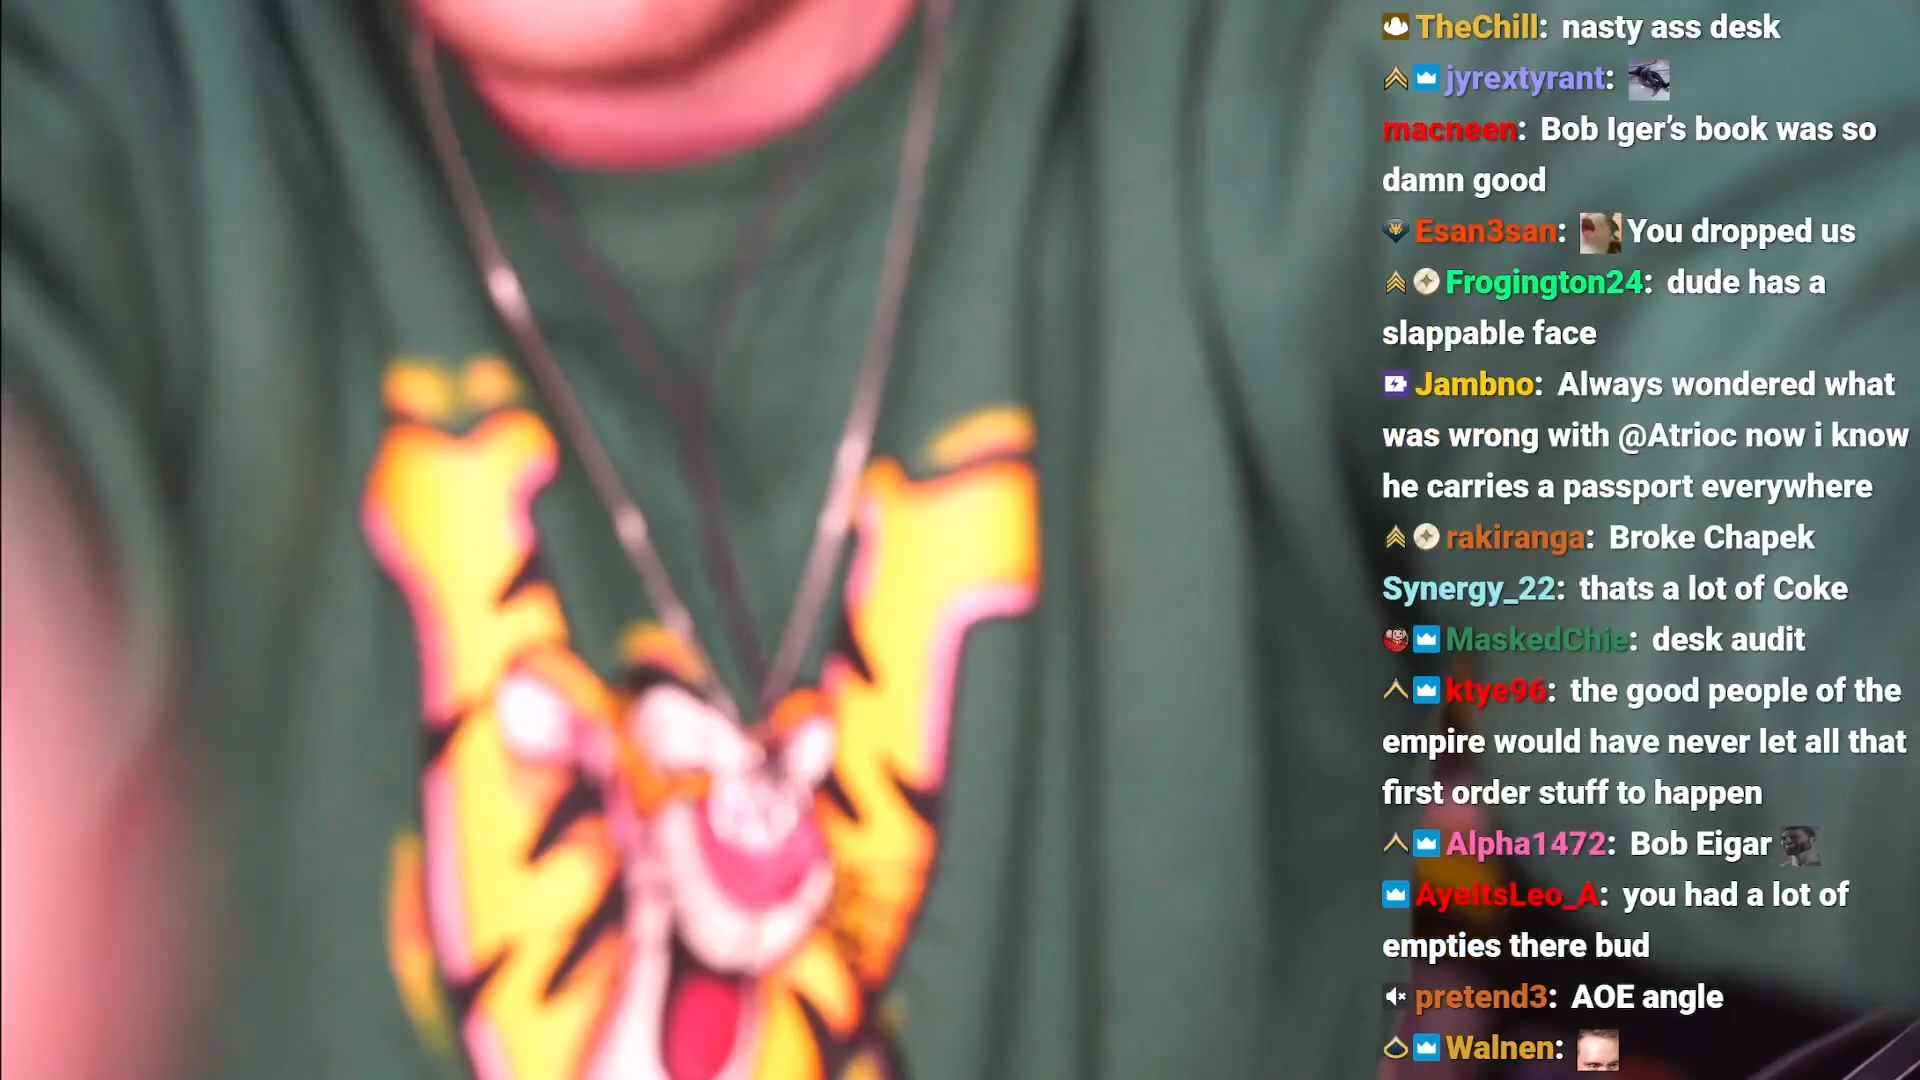 TheChill: nasty ass desk
jyrextyrant:
macneen: Bob Iger’s book was so
damn good
Esan3san: You dropped us
Frogington24: dude has a
slappable face
Jambno: Always wondered what
was wrong with @Atrioc now i know
he carries a passport everywhere
rakiranga: Broke Chapek
Synergy_22: thats a lot of Coke
MaskedChie: desk audit
ktye96: the good people of the
empire would have never let all that
first order stuff to happen
Alpha1472: Bob Eigar
AyeItsLeo_A: you had a lot of
empties there bud
pretend3: AOE angle
Walnen: